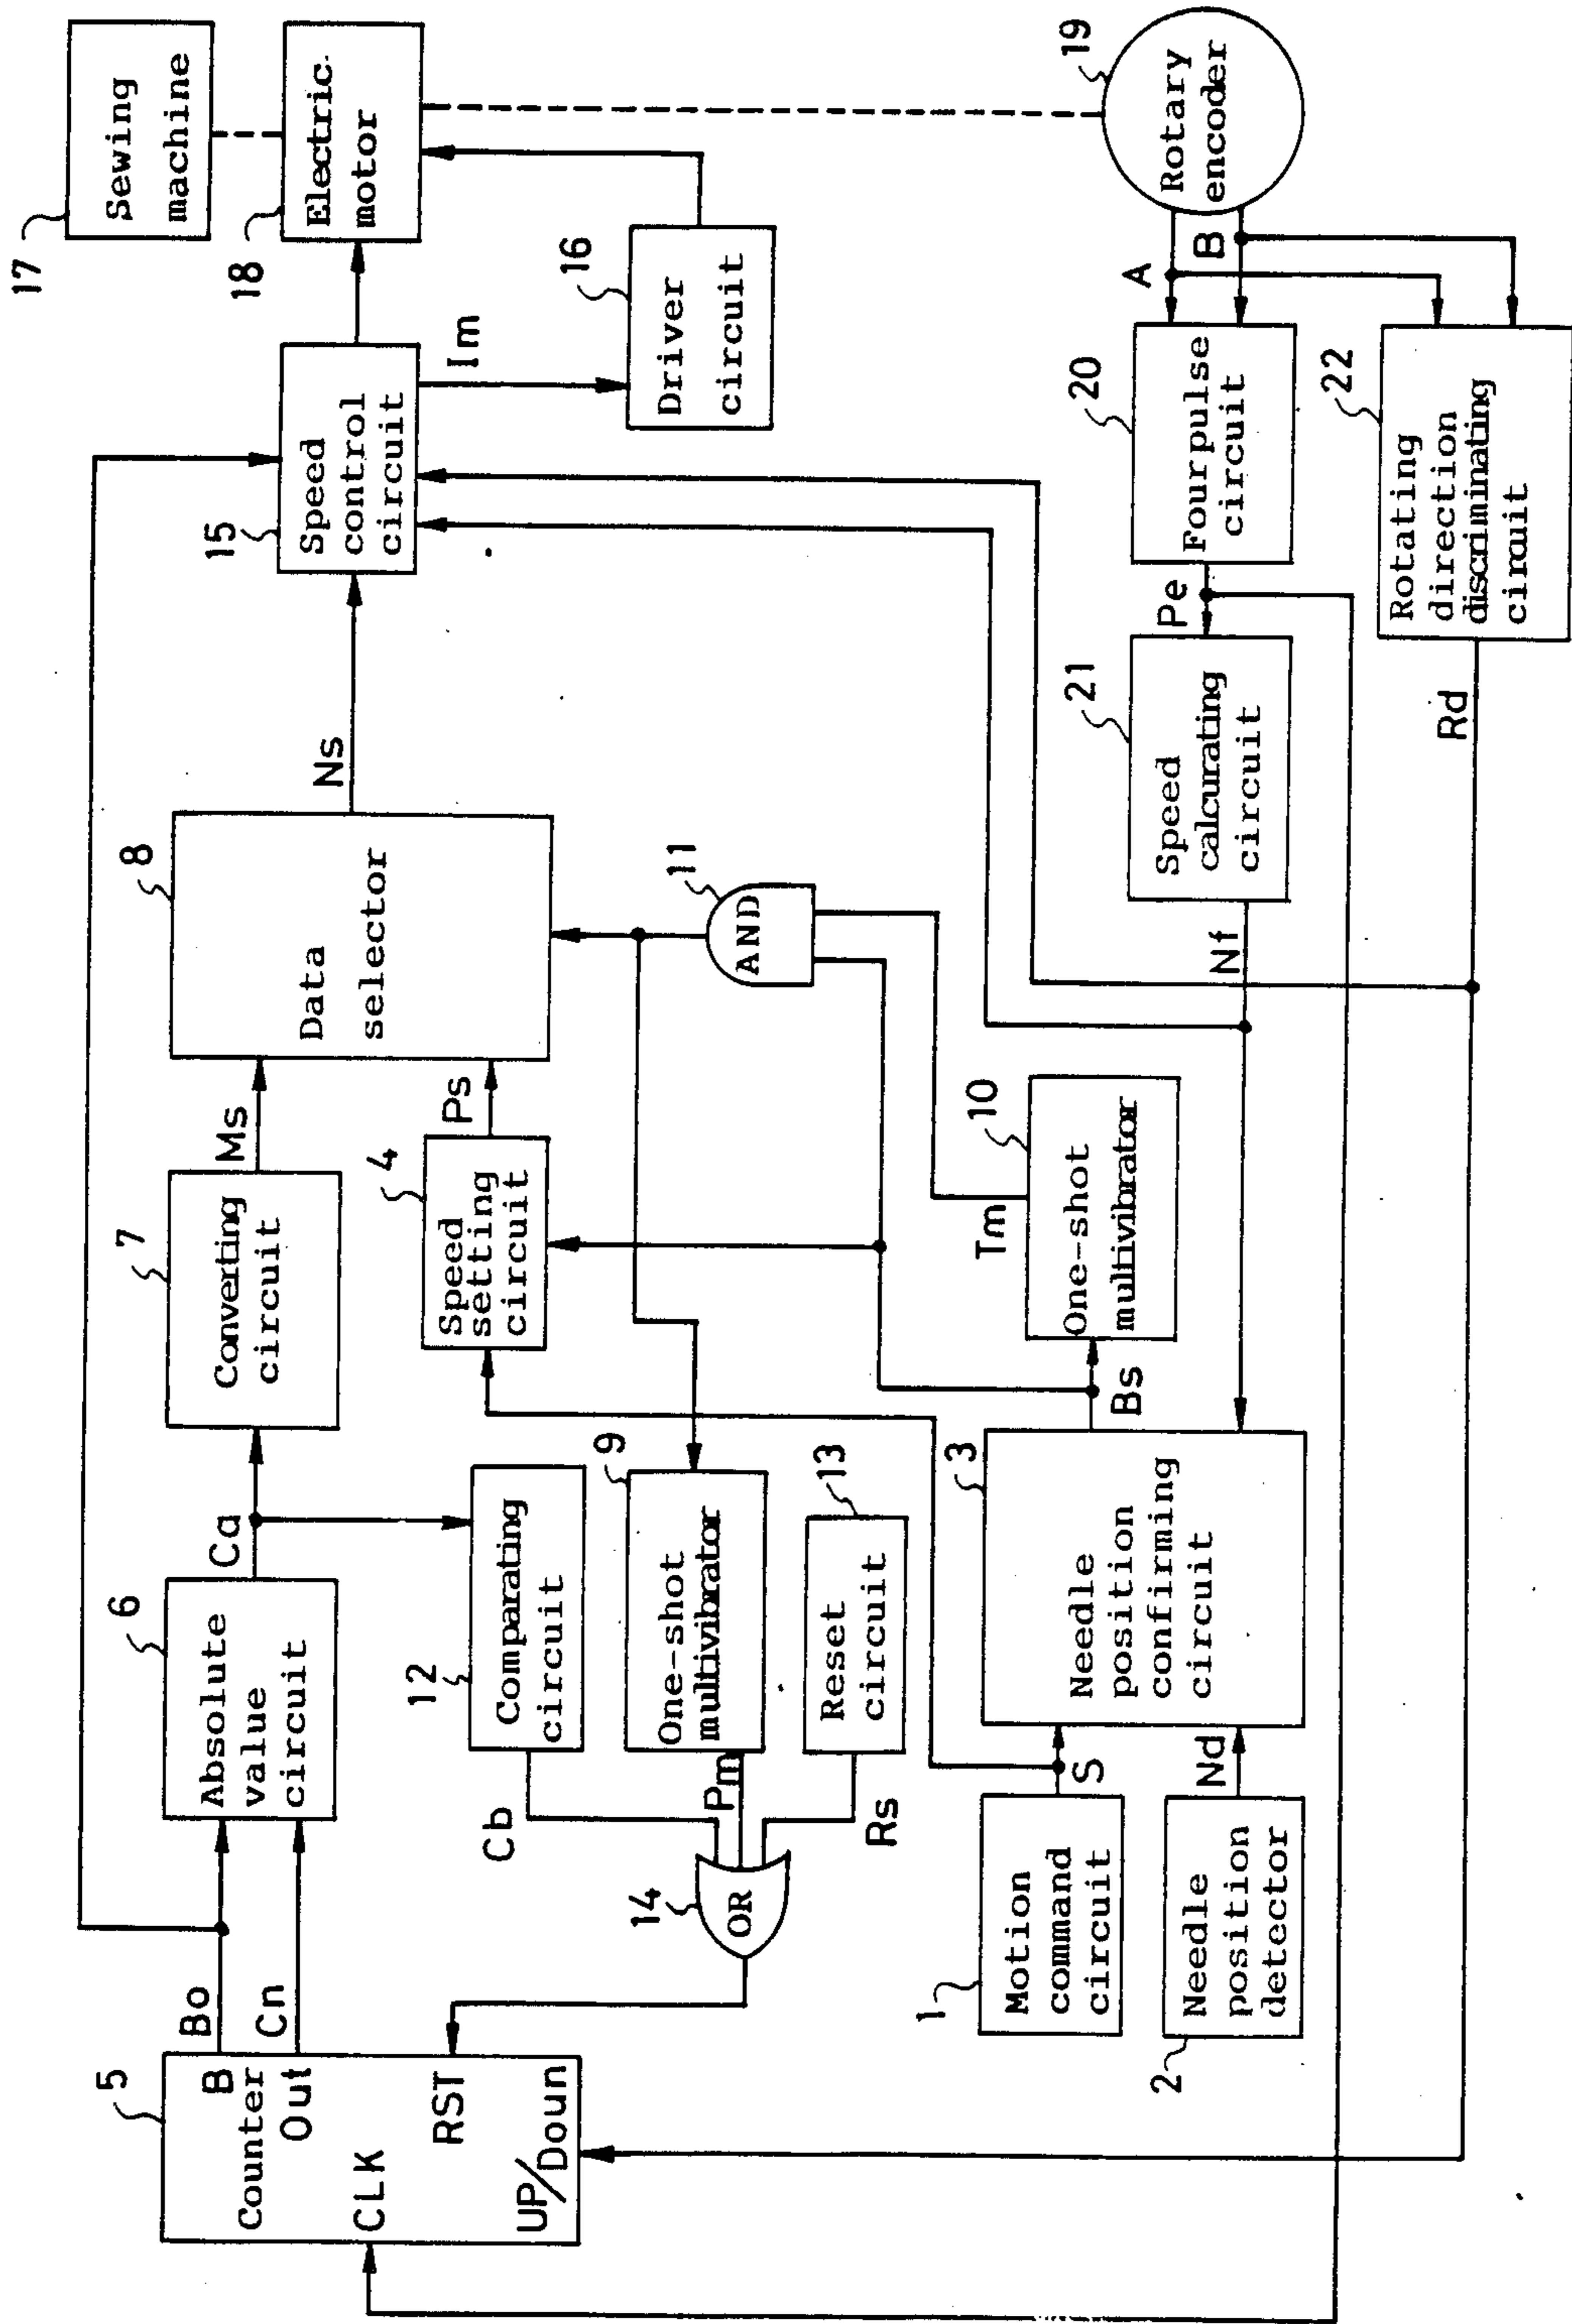 5
B
Counter
Out
CLK
RST
UP/Doun
Bo
Cn
6
Absolute
value
circuit
Ca
7
Converting
circuit
Ms
8
Data
selector
Ns
15
Speed
control
circuit
Im
17
Sewing
machine
18
Electric
motor
16
Driver
circuit
12
Comparating
circuit
Cb
4
Speed
setting
circuit
Ps
9
One-shot
multivibrator
Pm
13
Reset
circuit
Rs
14
OR
11
AND
10
One-shot
multivibrator
Tm
1
Motion
command
circuit
S
2
Needle
position
detector
Nd
3
Needle
position
confirming
circuit
Bs
19
Rotary
encoder
A
B
20
Fourpulse
circuit
Pe
21
Speed
calcurating
circuit
Nf
22
Rotating
direction
discriminating
ciruit
Rd